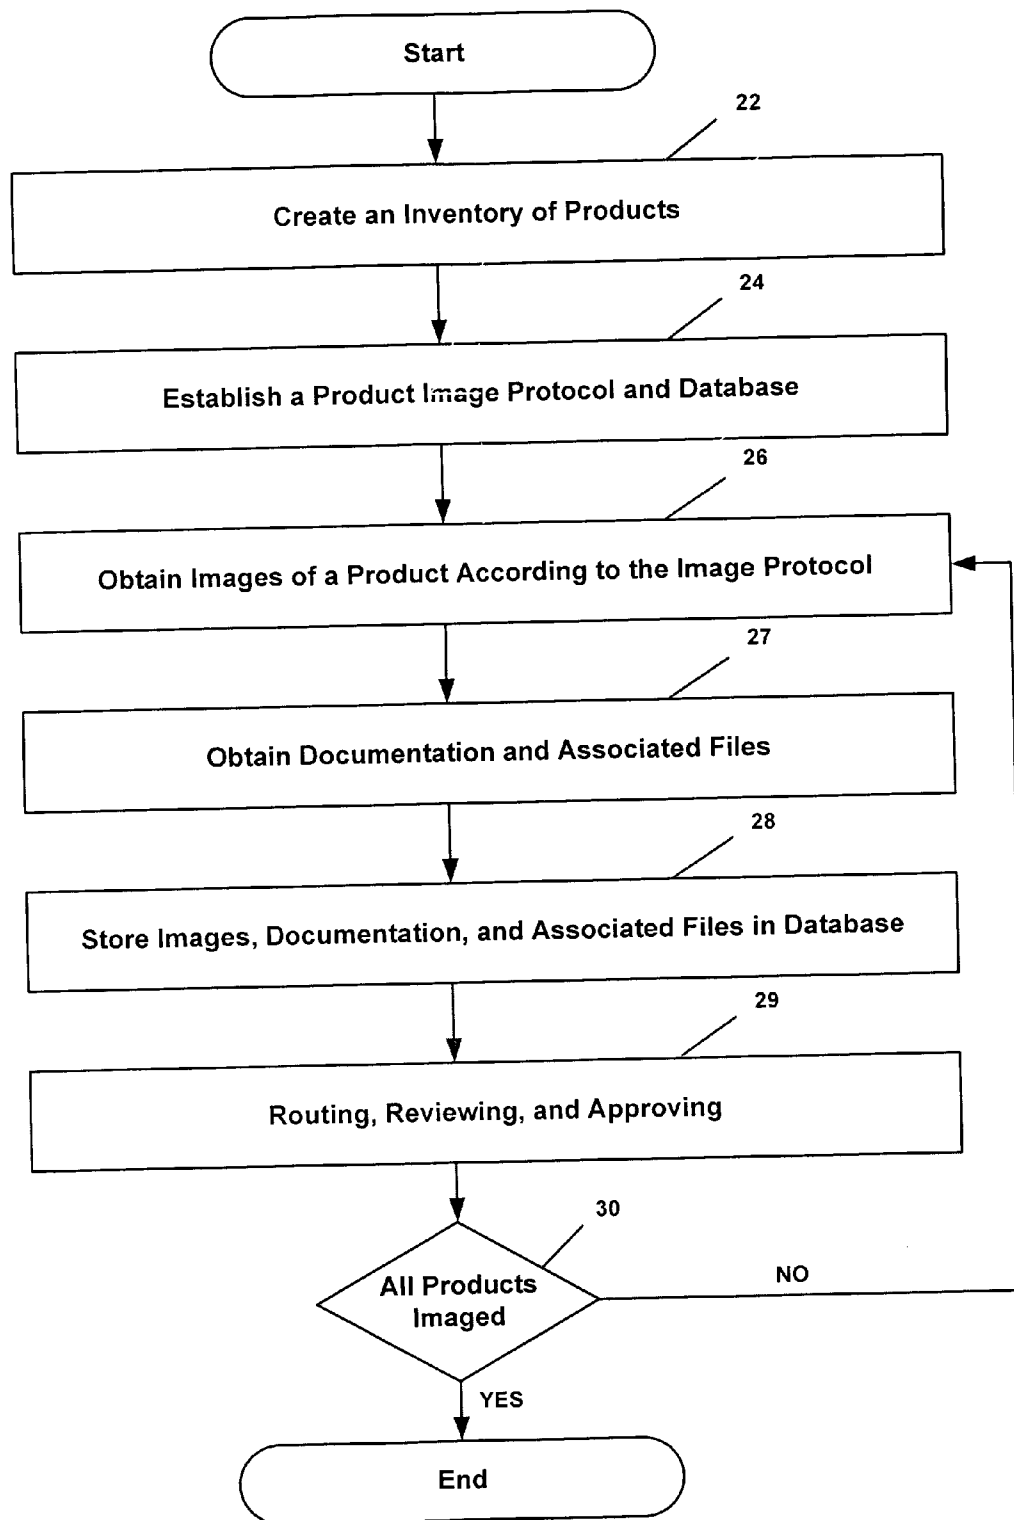 Start
22
Create an Inventory of Products
24
Establish a Product Image Protocol and Database
26
Obtain Images of a Product According to the Image Protocol
27
Obtain Documentation and Associated Files
28
Store Images, Documentation, and Associated Files in Database
29
Routing, Reviewing, and Approving
30
All Products
Imaged
NO
YES
End